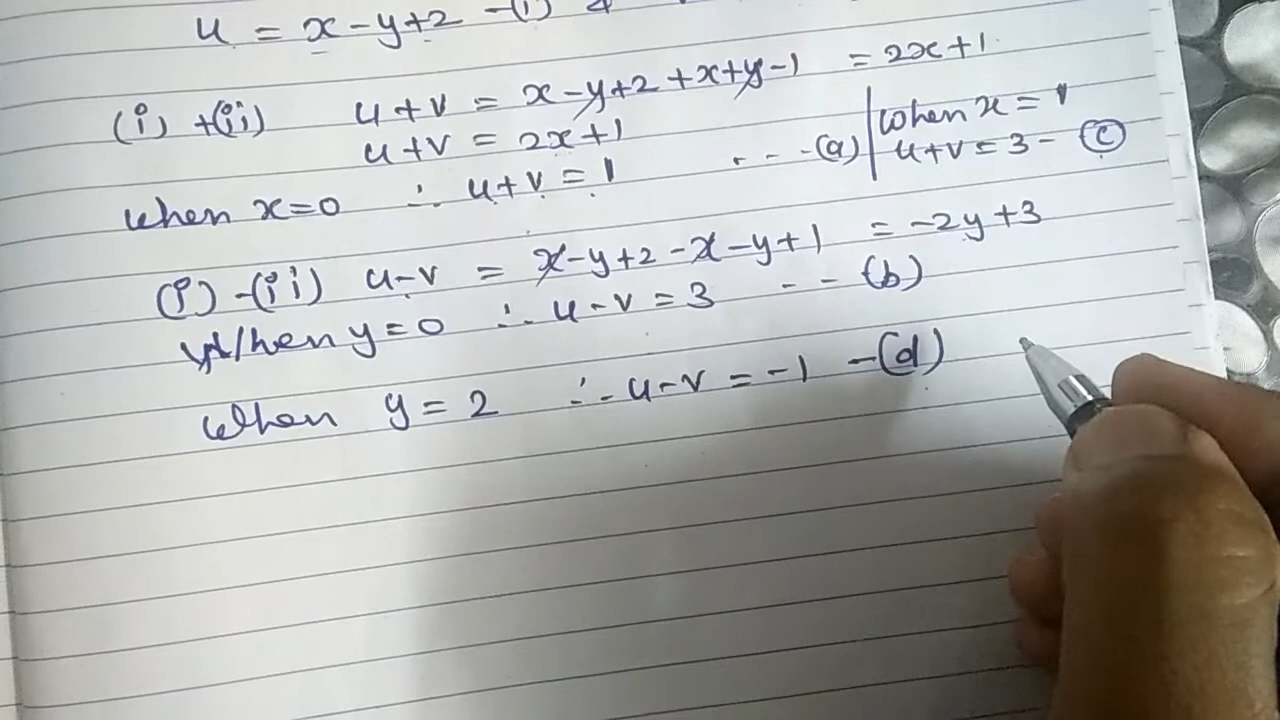 u = x-y+2 -(i)
(i) +(ii) u+v = x-y+2 +x+y-1 = 2x+1
u+v = 2x+1
when x=0 ∴ u+v = 1 - - -(a)
when x = 1
u+v = 3 - (c)
(i) -(ii) u-v = x-y+2-x-y+1 = -2y+3
when y=0 ∴ u-v = 3 - - (b)
when y = 2 ∴ u-v = -1 -(d)